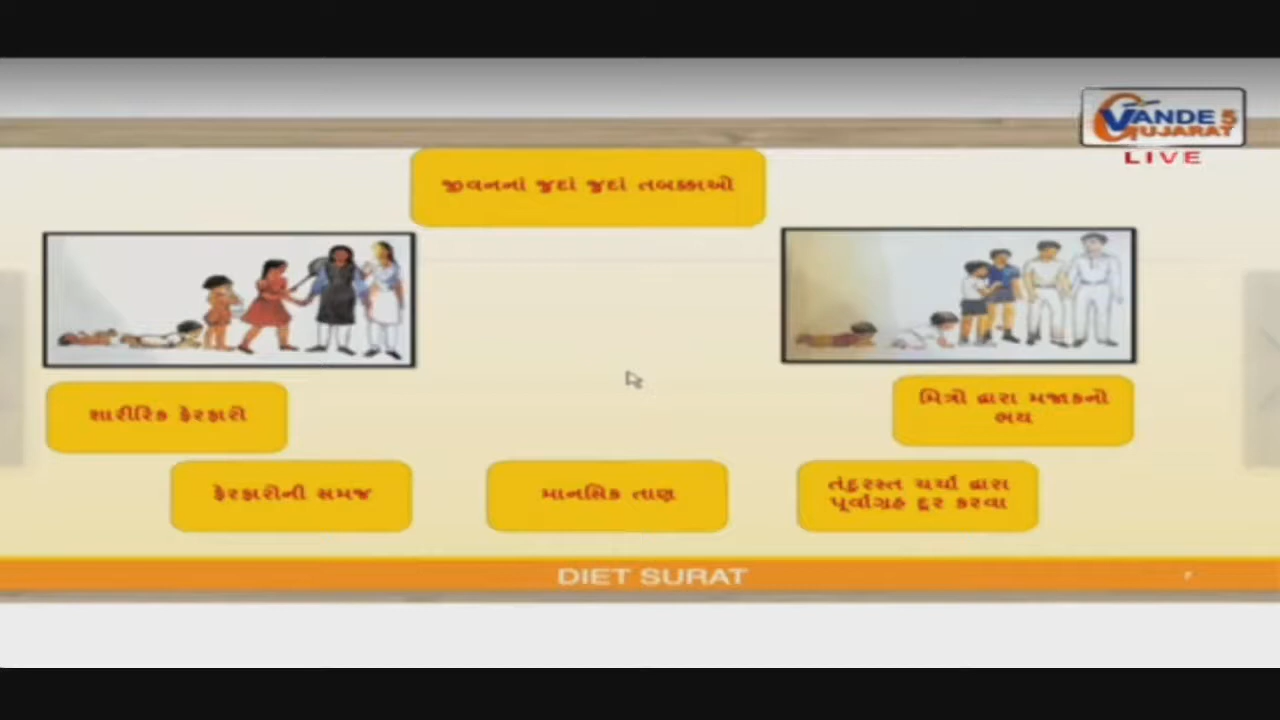 VANDE 5
GUJARAT
LIVE
જીવનનાં જુદાં જુદાં તબક્કાઓ
શારીરિક ફેરફારો
મિત્રો દ્વારા મજાકનો
ભય
ફેરફારોની સમજ
માનસિક તાણ
તંદુરસ્ત ચર્ચા દ્વારા
પૂર્વાગ્રહ દૂર કરવા
DIET SURAT